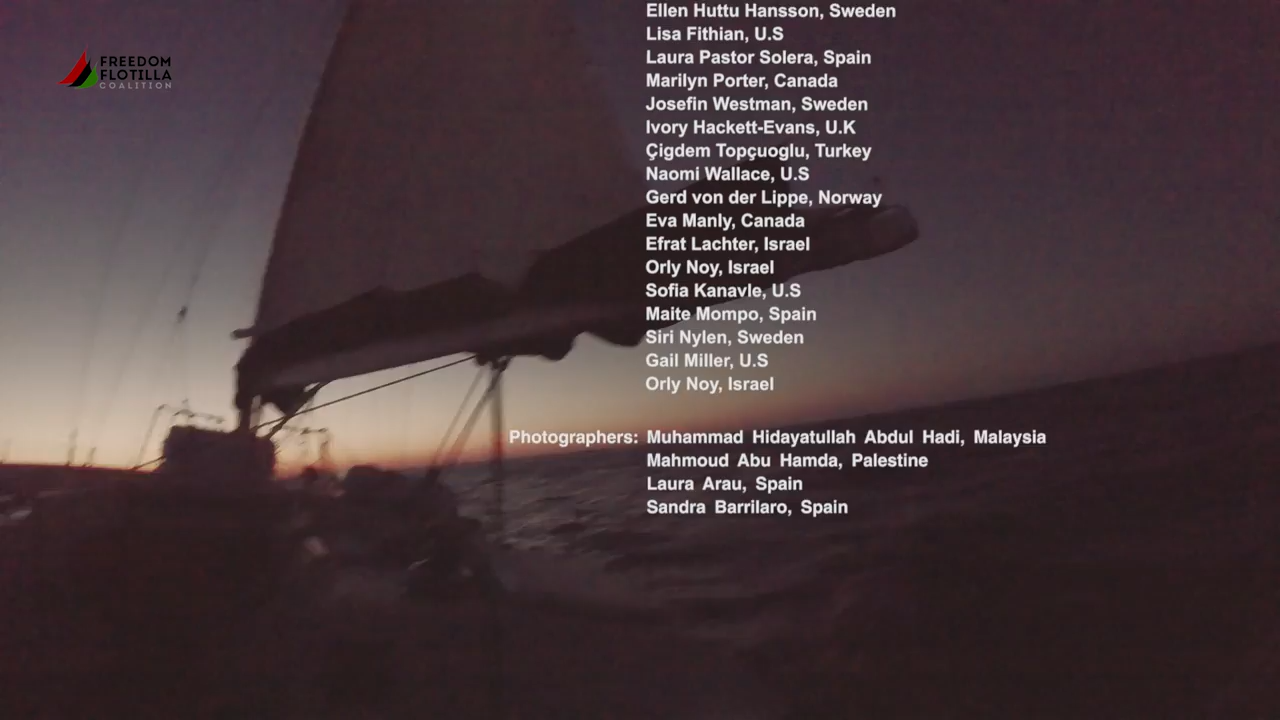 FREEDOM
FLOTILLA
COALITION
Ellen Huttu Hansson, Sweden
Lisa Fithian, U.S
Laura Pastor Solera, Spain
Marilyn Porter, Canada
Josefin Westman, Sweden
Ivory Hackett-Evans, U.K
Çigdem Topçuoglu, Turkey
Naomi Wallace, U.S
Gerd von der Lippe, Norway
Eva Manly, Canada
Efrat Lachter, Israel
Orly Noy, Israel
Sofia Kanavle, U.S
Maite Mompo, Spain
Siri Nylen, Sweden
Gail Miller, U.S
Orly Noy, Israel
Photographers: Muhammad Hidayatullah Abdul Hadi, Malaysia
Mahmoud Abu Hamda, Palestine
Laura Arau, Spain
Sandra Barrilaro, Spain